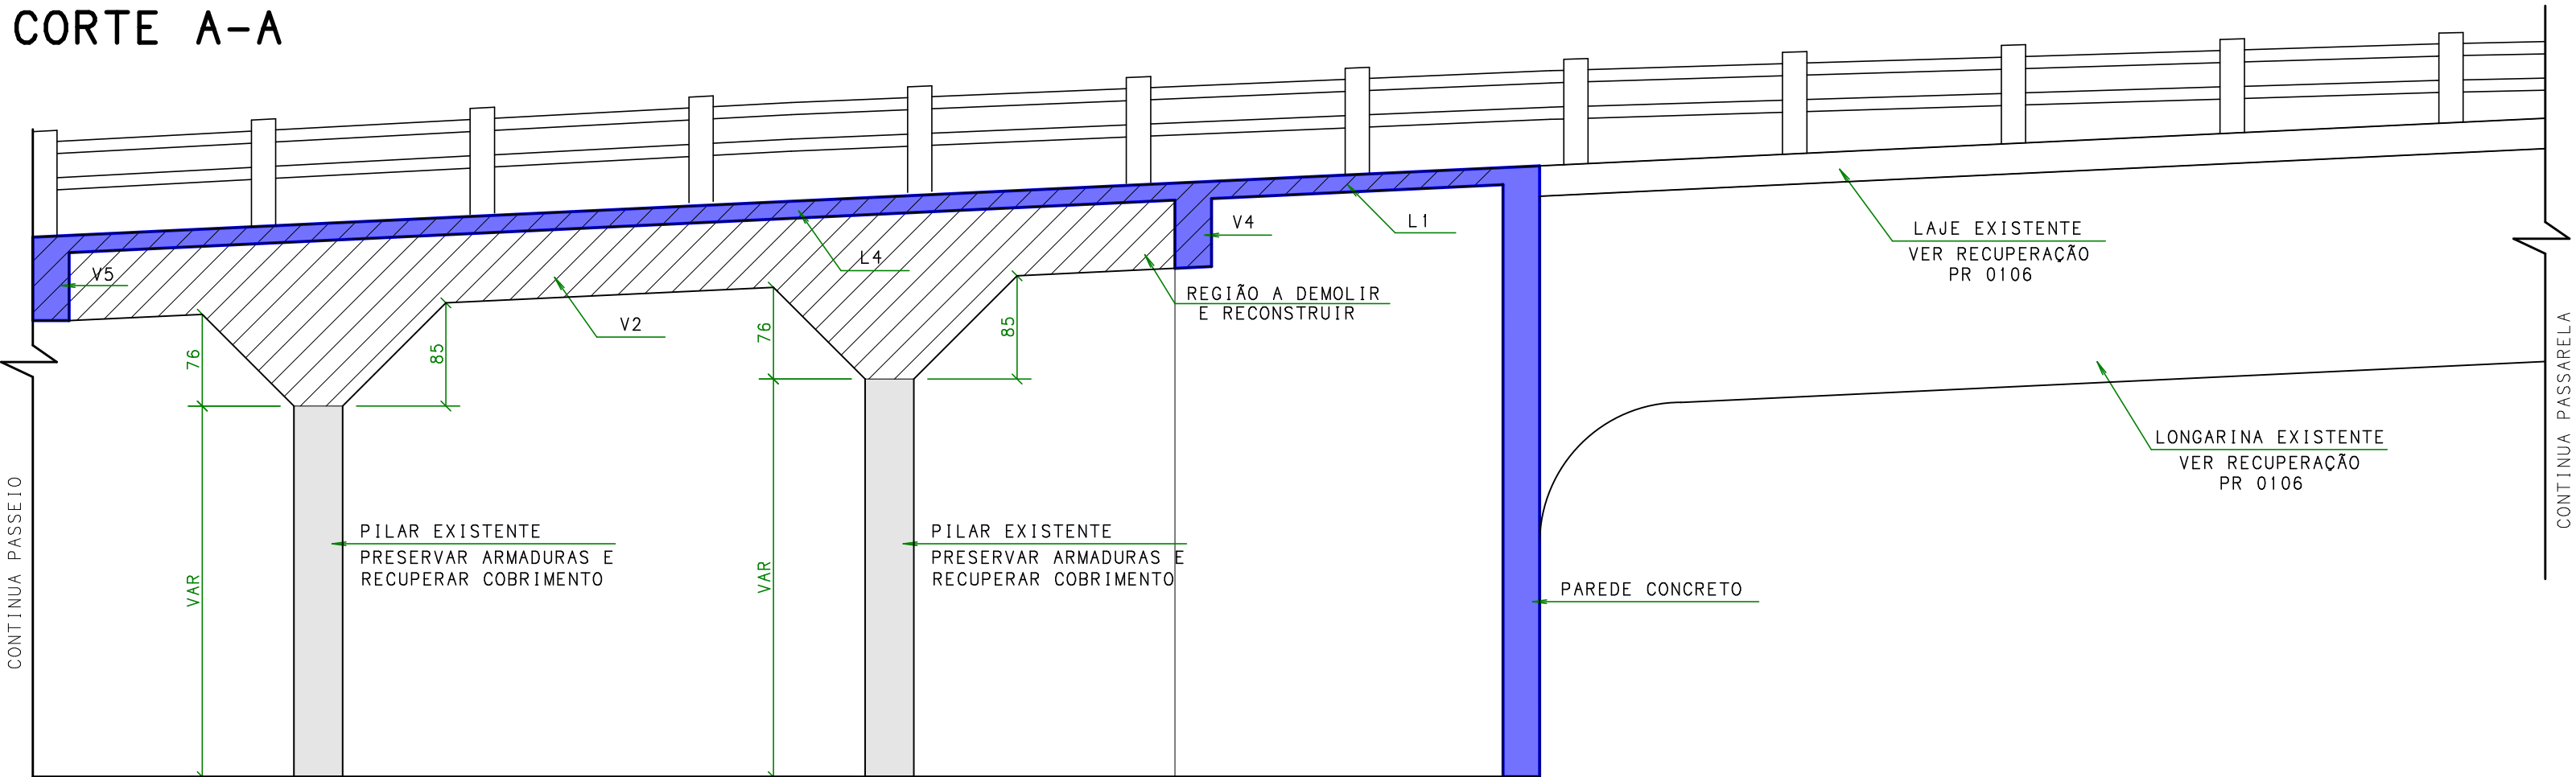 CORTE A-A
V4
L1
LAJE EXISTENTE
VER RECUPERAÇÃO
PR 0106
L4
V5
REGIÃO A DEMOLIR
E RECONSTRUIR
V2
76
85
76
85
LONGARINA EXISTENTE
VER RECUPERAÇÃO
PR 0106
CONTINUA PASSEIO
CONTINUA PASSARELA
PILAR EXISTENTE
PRESERVAR ARMADURAS E
RECUPERAR COBRIMENTO
PILAR EXISTENTE
PRESERVAR ARMADURAS E
RECUPERAR COBRIMENTO
VAR
VAR
PAREDE CONCRETO